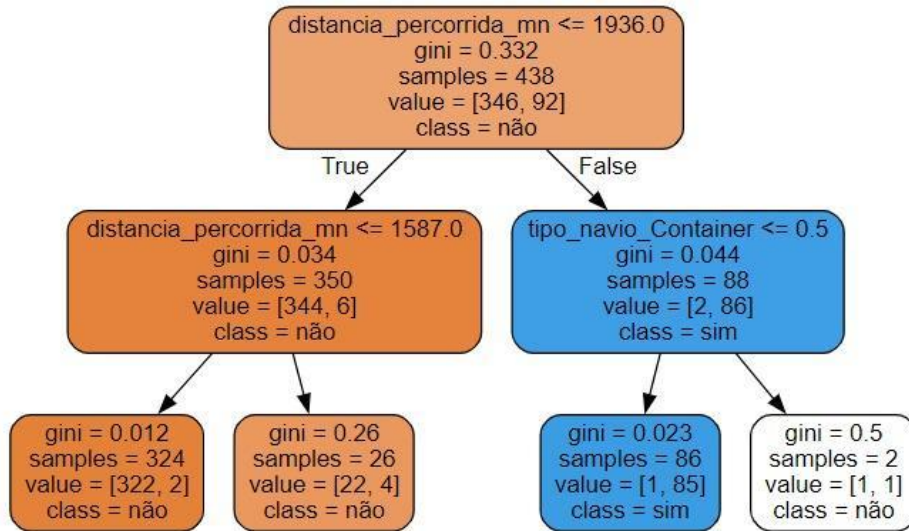 distancia_percorrida_mn <= 1936.0
gini = 0.332
samples = 438
value = [346, 92]
class = não
True
False
distancia_percorrida_mn <= 1587.0
gini = 0.034
samples = 350
value = [344, 6]
class = não
tipo_navio_Container <= 0.5
gini = 0.044
samples = 88
value = [2, 86]
class = sim
gini = 0.012
samples = 324
value = [322, 2]
class = não
gini = 0.26
samples = 26
value = [22, 4]
class = não
gini = 0.023
samples = 86
value = [1, 85]
class = sim
gini = 0.5
samples = 2
value = [1, 1]
class = não